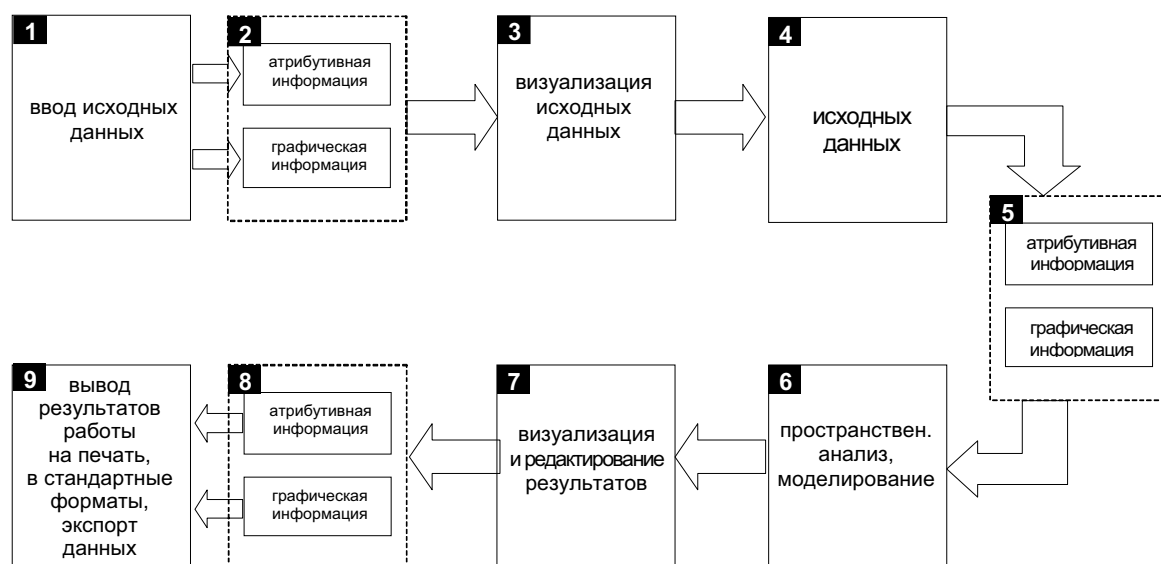 1
ввод исходных
данных
2
атрибутивная
информация
графическая
информация
3
визуализация
исходных
данных
4
исходных
данных
5
атрибутивная
информация
графическая
информация
6
пространствен.
анализ,
моделирование
7
визуализация
и редактирование
результатов
8
атрибутивная
информация
графическая
информация
9
вывод
результатов
работы
на печать,
в стандартные
форматы,
экспорт
данных